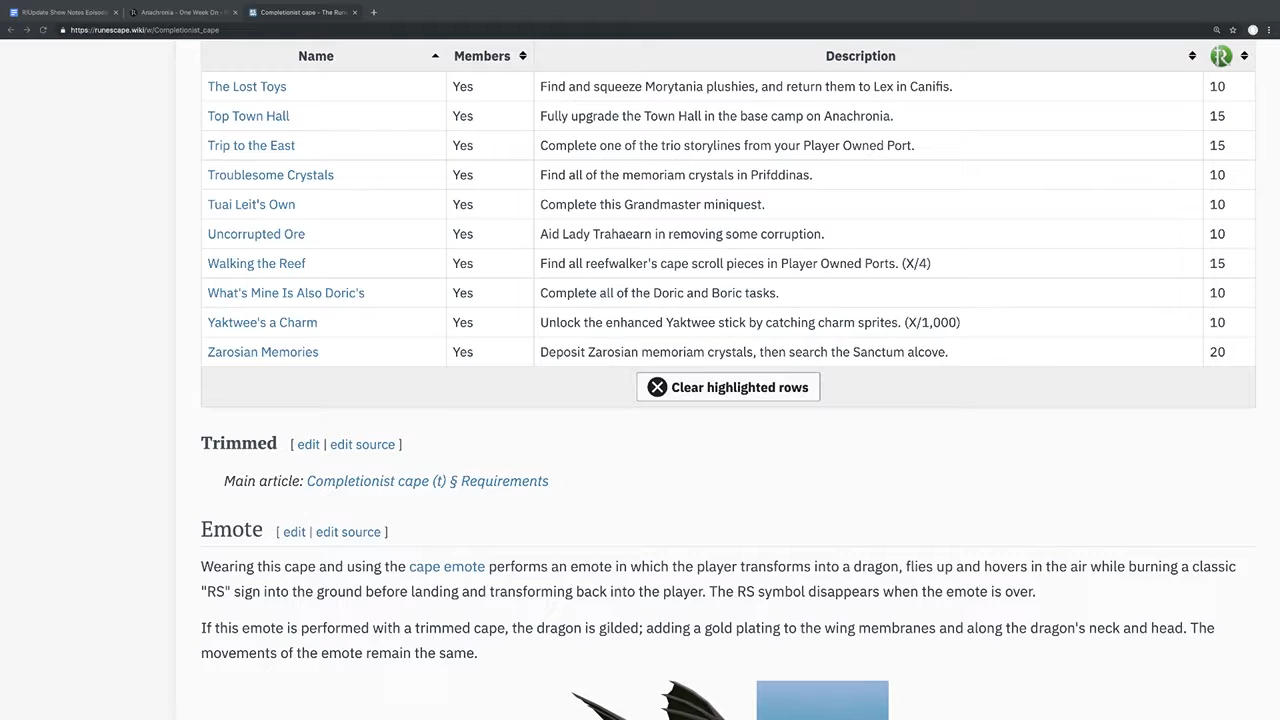 RIUpdate Show Notes Episode
Anachronia - One Week On - R
Completionist cape - The Rune
https://runescape.wiki/w/Completionist_cape
Name Members Description
The Lost Toys Yes Find and squeeze Morytania plushies, and return them to Lex in Canifis. 10
Top Town Hall Yes Fully upgrade the Town Hall in the base camp on Anachronia. 15
Trip to the East Yes Complete one of the trio storylines from your Player Owned Port. 15
Troublesome Crystals Yes Find all of the memoriam crystals in Prifddinas. 10
Tuai Leit's Own Yes Complete this Grandmaster miniquest. 10
Uncorrupted Ore Yes Aid Lady Trahaearn in removing some corruption. 10
Walking the Reef Yes Find all reefwalker's cape scroll pieces in Player Owned Ports. (X/4) 15
What's Mine Is Also Doric's Yes Complete all of the Doric and Boric tasks. 10
Yaktwee's a Charm Yes Unlock the enhanced Yaktwee stick by catching charm sprites. (X/1,000) 10
Zarosian Memories Yes Deposit Zarosian memoriam crystals, then search the Sanctum alcove. 20
Clear highlighted rows
Trimmed [ edit | edit source ]
Main article: Completionist cape (t) § Requirements
Emote [ edit | edit source ]
Wearing this cape and using the cape emote performs an emote in which the player transforms into a dragon, flies up and hovers in the air while burning a classic
"RS" sign into the ground before landing and transforming back into the player. The RS symbol disappears when the emote is over.
If this emote is performed with a trimmed cape, the dragon is gilded; adding a gold plating to the wing membranes and along the dragon's neck and head. The
movements of the emote remain the same.